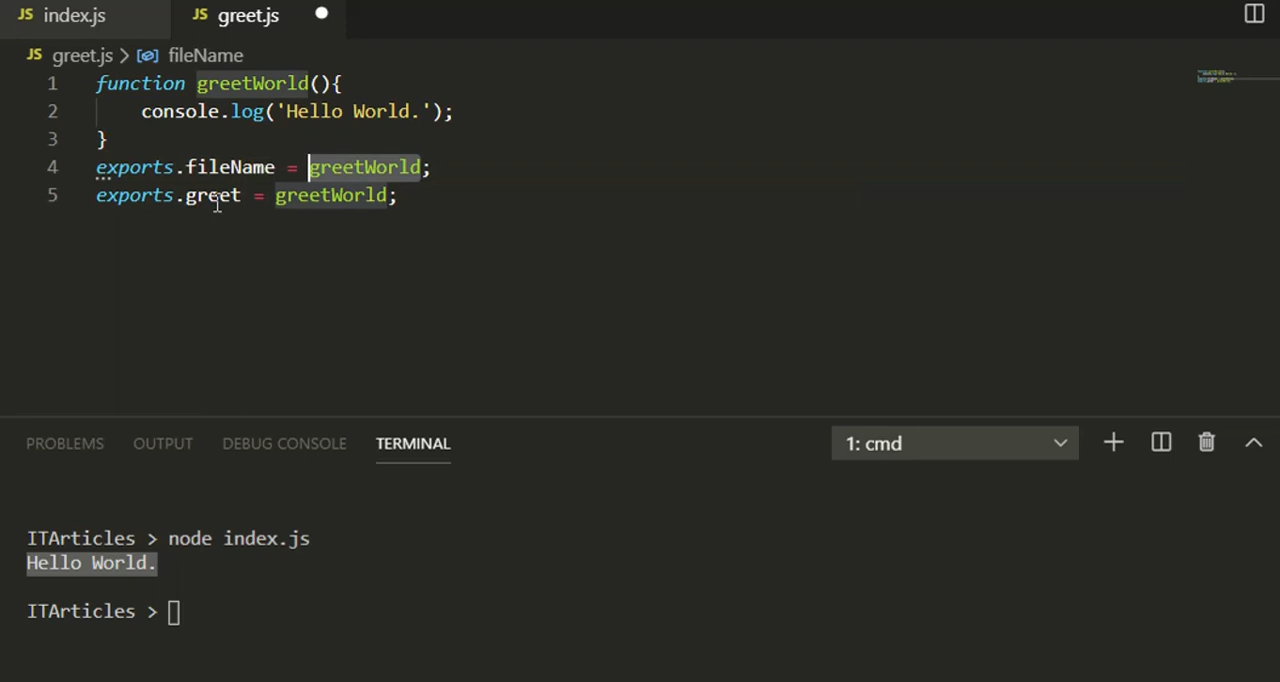 JS index.js JS greet.js
JS greet.js > fileName
1 function greetWorld(){
2 console.log('Hello World.');
3 }
4 exports.fileName = greetWorld;
5 exports.greet = greetWorld;
PROBLEMS OUTPUT DEBUG CONSOLE TERMINAL 1: cmd
ITArticles > node index.js
Hello World.
ITArticles >